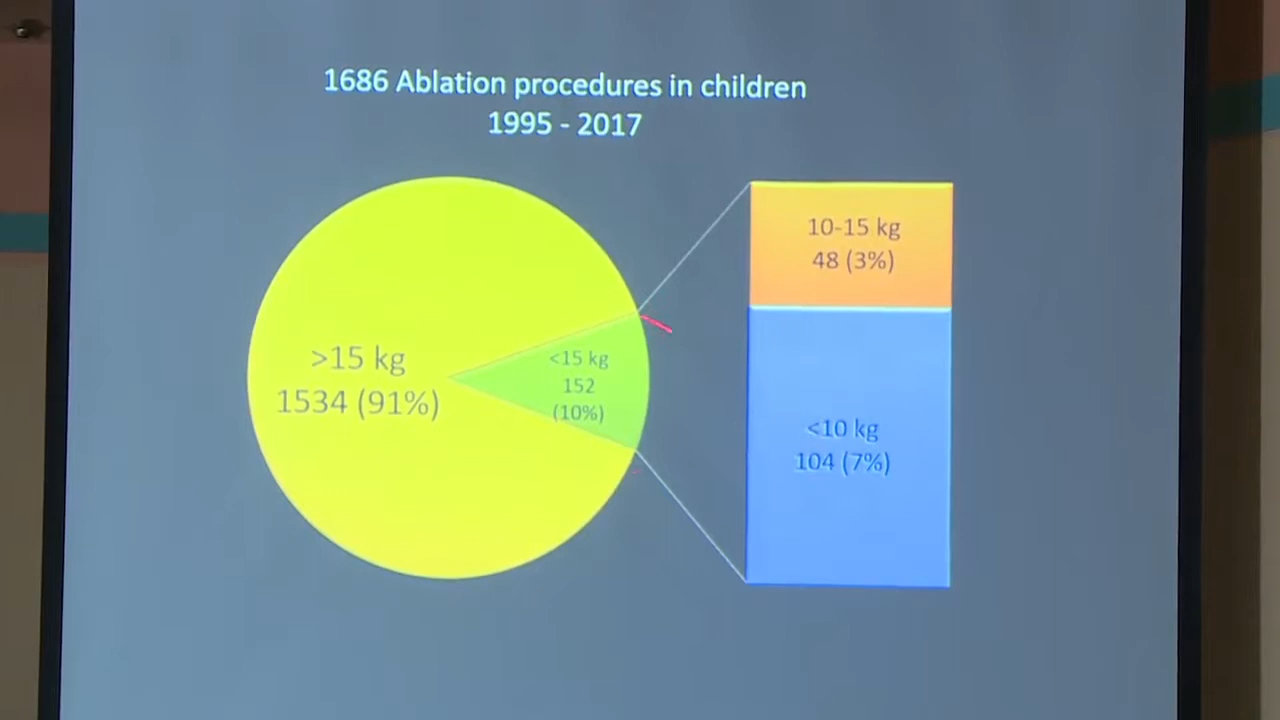 1686 Ablation procedures in children
1995 - 2017
>15 kg
1534 (91%)
<15 kg
152
(10%)
10-15 kg
48 (3%)
<10 kg
104 (7%)